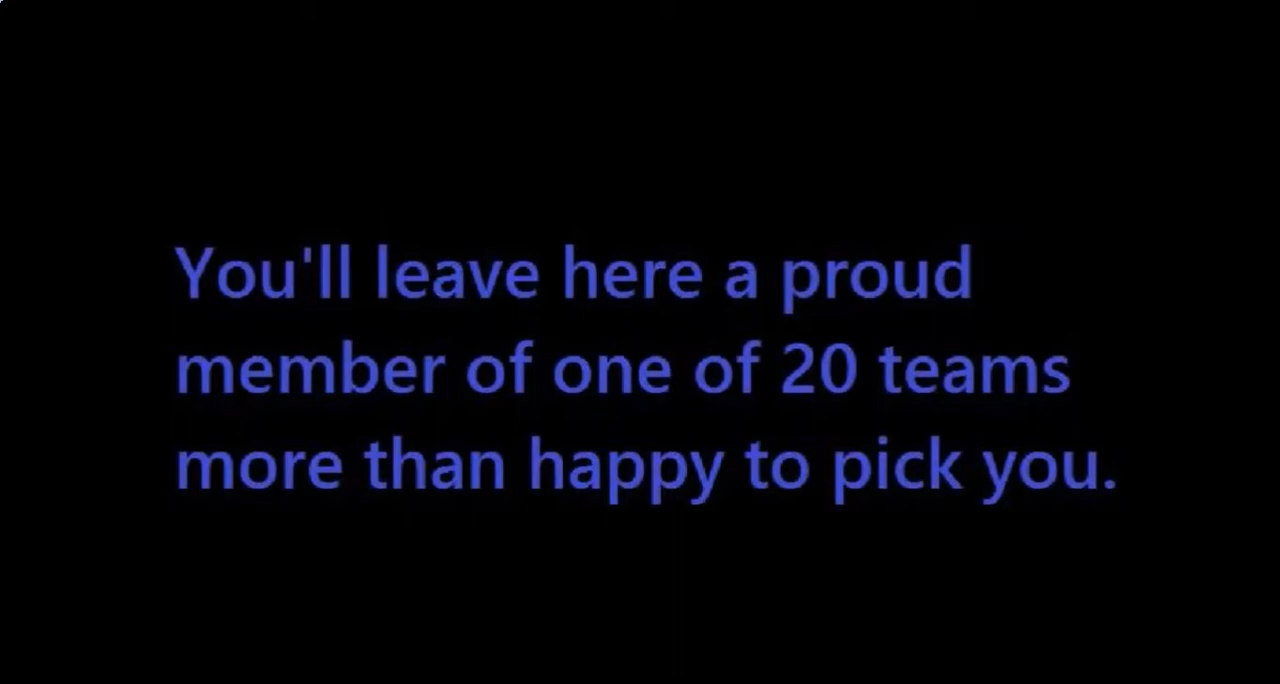 You'll leave here a proud
member of one of 20 teams
more than happy to pick you.